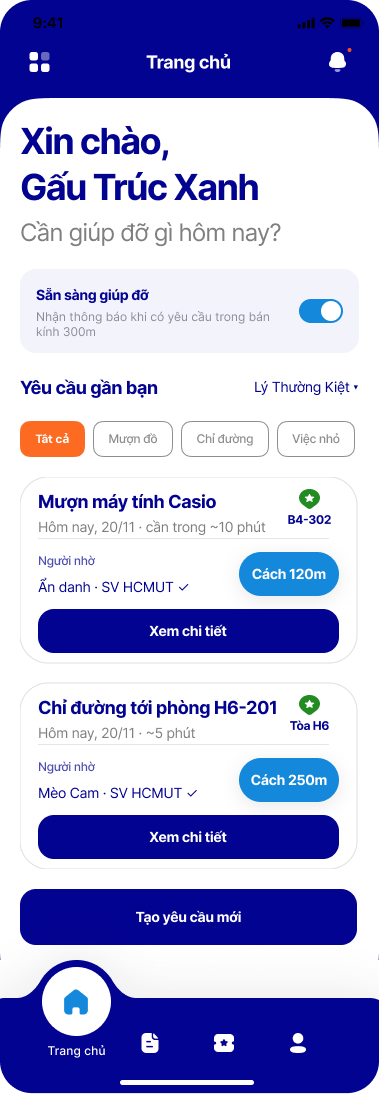 9:41
Trang chủ
Xin chào,
Gấu Trúc Xanh
Cần giúp đỡ gì hôm nay?
Sẵn sàng giúp đỡ
Nhận thông báo khi có yêu cầu trong bán
kính 300m
Yêu cầu gần bạn
Lý Thường Kiệt ▾
Tất cả
Mượn đồ
Chỉ đường
Việc nhỏ
Mượn máy tính Casio
B4-302
Hôm nay, 20/11 · cần trong ~10 phút
Người nhờ
Ẩn danh · SV HCMUT ✓
Cách 120m
Xem chi tiết
Chỉ đường tới phòng H6-201
Tòa H6
Hôm nay, 20/11 · ~5 phút
Người nhờ
Mèo Cam · SV HCMUT ✓
Cách 250m
Xem chi tiết
Tạo yêu cầu mới
Trang chủ